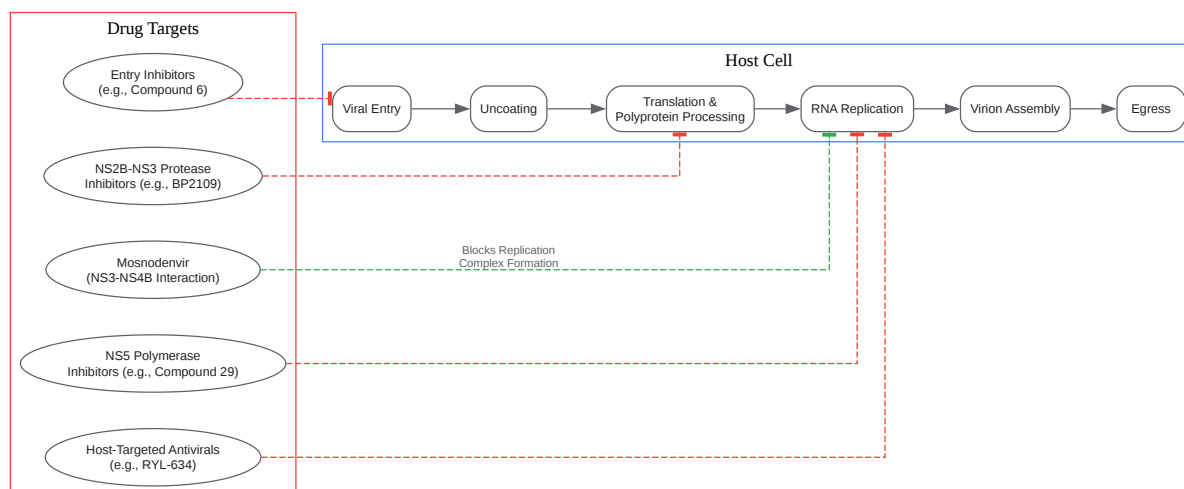 Drug Targets
Entry Inhibitors
(e.g., Compound 6)
NS2B-NS3 Protease
Inhibitors (e.g., BP2109)
Mosnodenvir
(NS3-NS4B Interaction)
NS5 Polymerase
Inhibitors (e.g., Compound 29)
Host-Targeted Antivirals
(e.g., RYL-634)
Host Cell
Viral Entry
Uncoating
Translation &
Polyprotein Processing
RNA Replication
Virion Assembly
Egress
Blocks Replication
Complex Formation